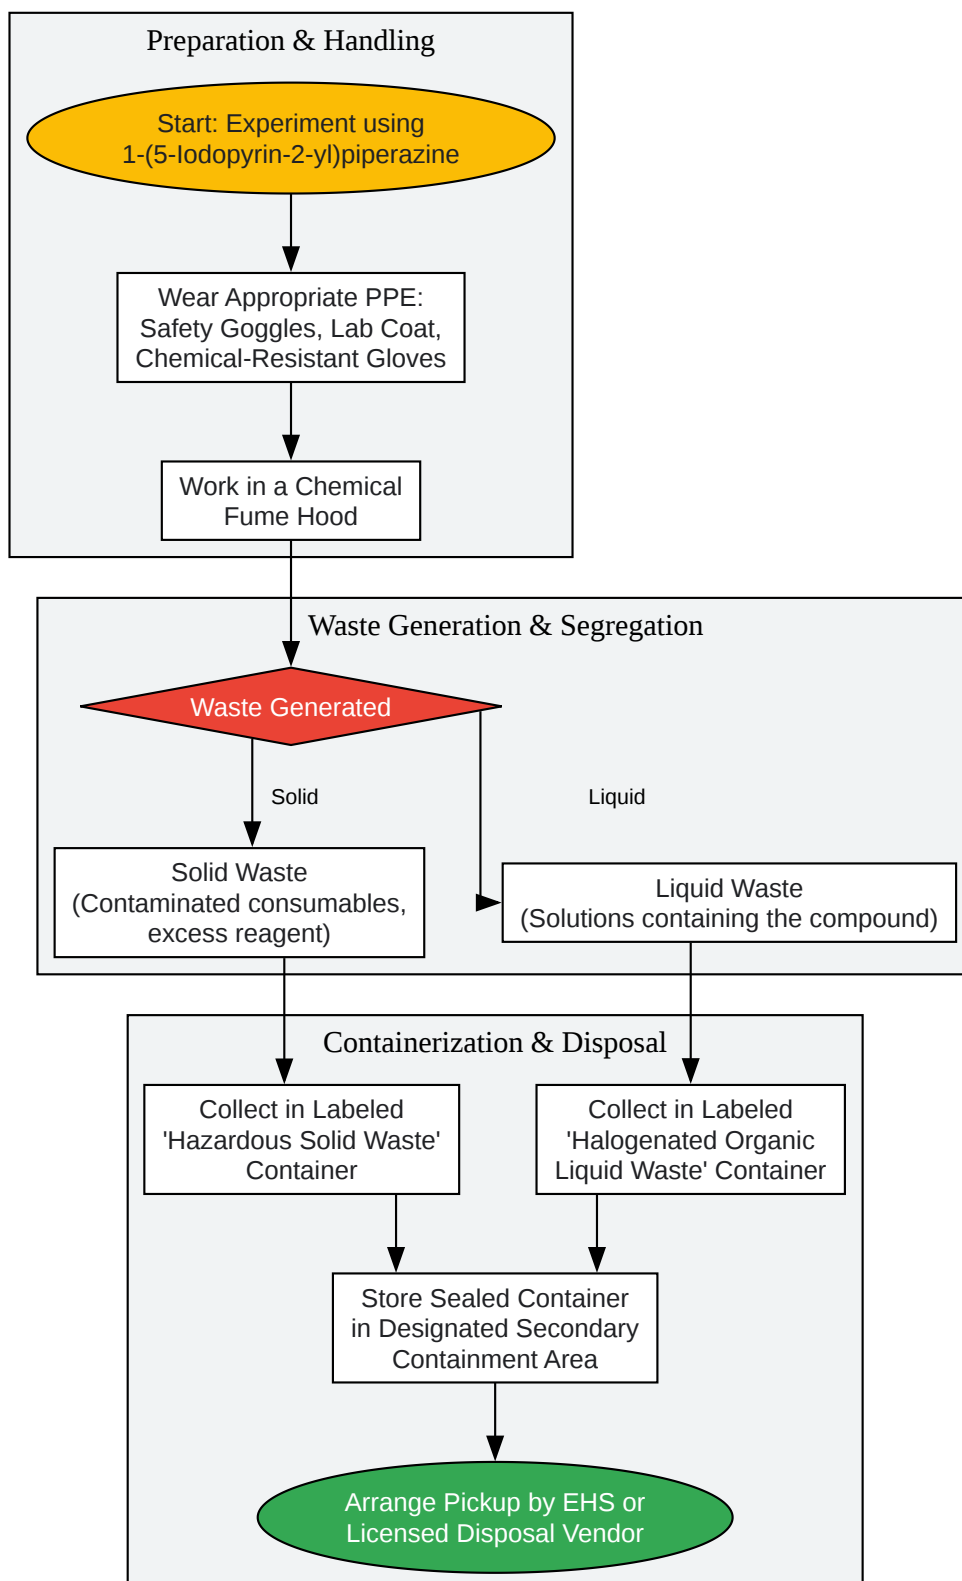 Preparation & Handling
Start: Experiment using
1-(5-Iodopyrin-2-yl)piperazine
Wear Appropriate PPE:
Safety Goggles, Lab Coat,
Chemical-Resistant Gloves
Work in a Chemical
Fume Hood
Waste Generation & Segregation
Waste Generated
Solid
Liquid
Solid Waste
(Contaminated consumables,
excess reagent)
Liquid Waste
(Solutions containing the compound)
Containerization & Disposal
Collect in Labeled
'Hazardous Solid Waste'
Container
Collect in Labeled
'Halogenated Organic
Liquid Waste' Container
Store Sealed Container
in Designated Secondary
Containment Area
Arrange Pickup by EHS or
Licensed Disposal Vendor